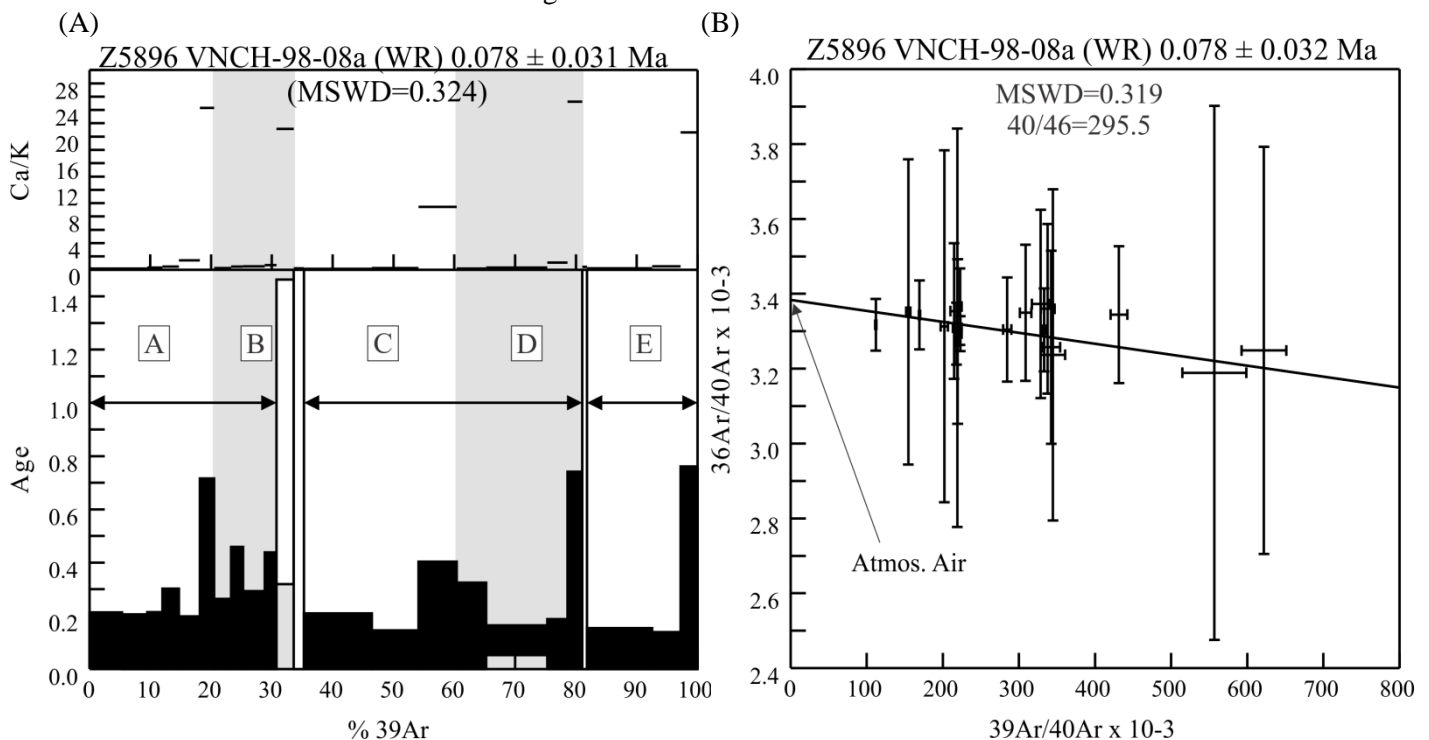 (A)
Z5896 VNCH-98-08a (WR) 0.078 ± 0.031 Ma
(MSWD=0.324)
28
24
20
16
12
8
4
0
Ca/K
1.4
1.2
1.0
0.8
0.6
0.4
0.2
0.0
Age
A
B
C
D
E
0 10 20 30 40 50 60 70 80 90 100
% 39Ar
(B)
Z5896 VNCH-98-08a (WR) 0.078 ± 0.032 Ma
MSWD=0.319
40/46=295.5
4.0
3.8
3.6
3.4
3.2
3.0
2.8
2.6
2.4
36Ar/40Ar x 10-3
Atmos. Air
0 100 200 300 400 500 600 700 800
39Ar/40Ar x 10-3